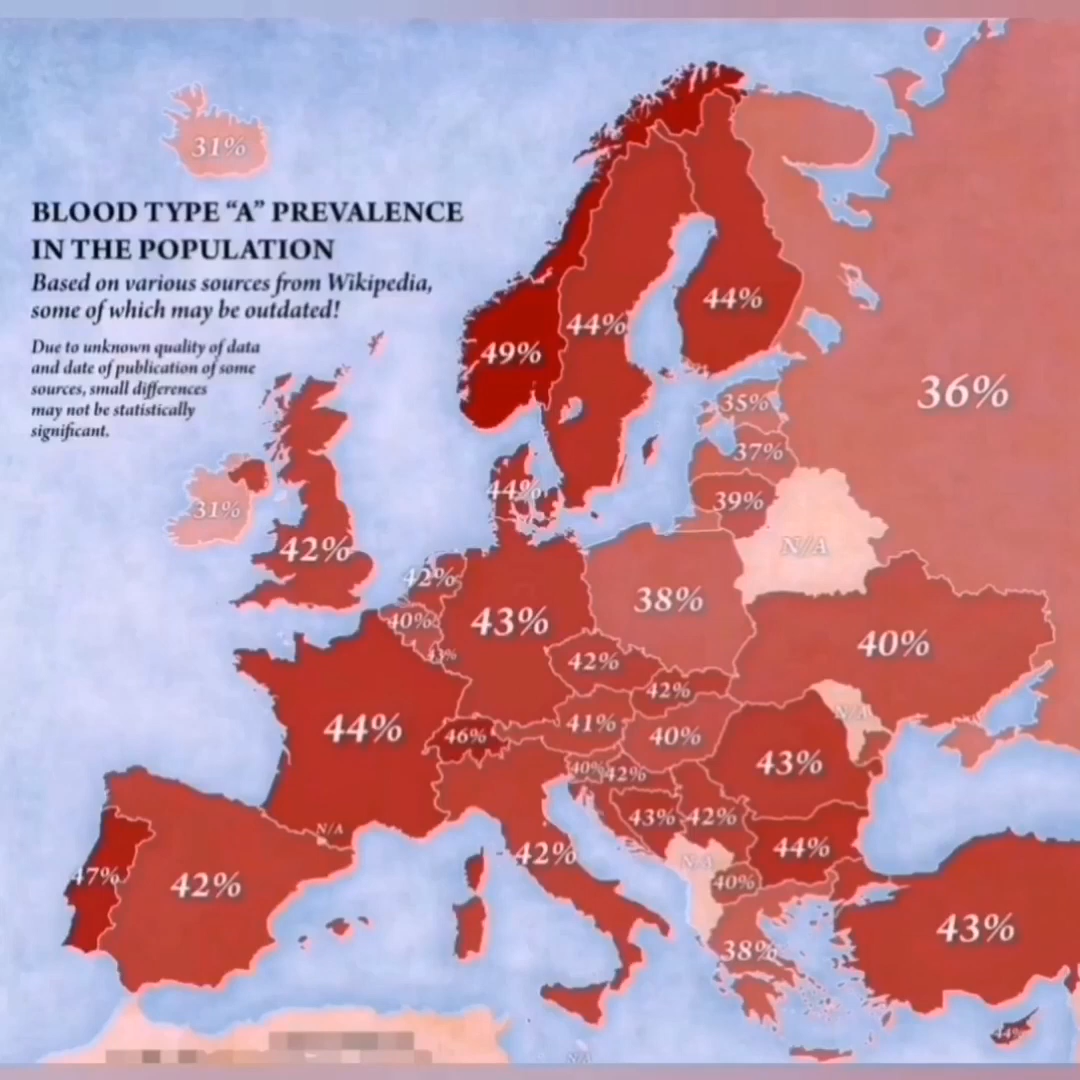 31%
BLOOD TYPE “A” PREVALENCE
IN THE POPULATION
Based on various sources from Wikipedia,
some of which may be outdated!
Due to unknown quality of data
and date of publication of some
sources, small differences
may not be statistically
significant.
44%
44%
49%
36%
35%
37%
44%
39%
31%
42%
N/A
42%
38%
40%
43%
40%
43%
42%
42%
N/A
44%
46%
41%
40%
43%
40%
42%
43%
42%
N/A
42%
44%
N/A
47%
42%
40%
38%
43%
44%
N/A